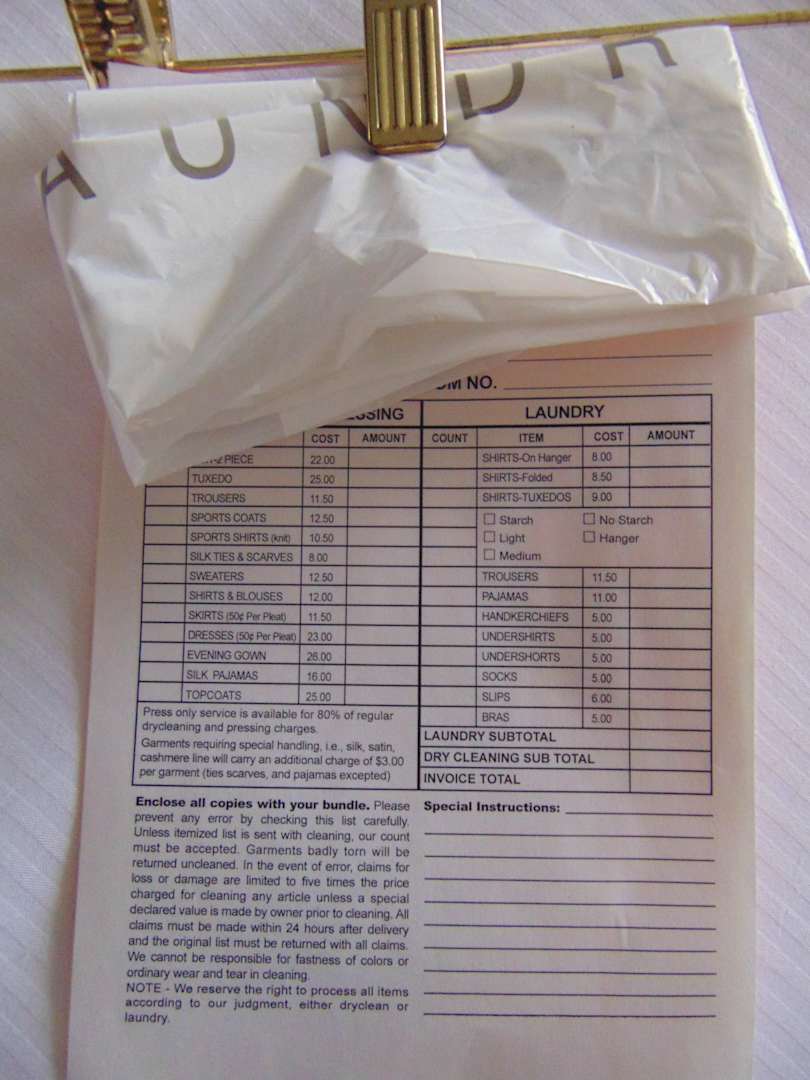 A U N D R
NO.
LAUNDRY
COST AMOUNT COUNT ITEM COST AMOUNT
PIECE 22.00 SHIRTS-On Hanger 8.00
TUXEDO 25.00 SHIRTS-Folded 8.50
TROUSERS 11.50 SHIRTS-TUXEDOS 9.00
SPORTS COATS 12.50 Starch No Starch
SPORTS SHIRTS (knit) 10.50 Light Hanger
SILK TIES & SCARVES 8.00 Medium
SWEATERS 12.50 TROUSERS 11.50
SHIRTS & BLOUSES 12.00 PAJAMAS 11.00
SKIRTS (50¢ Per Pleat) 11.50 HANDKERCHIEFS 5.00
DRESSES (50¢ Per Pleat) 23.00 UNDERSHIRTS 5.00
EVENING GOWN 26.00 UNDERSHORTS 5.00
SILK PAJAMAS 16.00 SOCKS 5.00
TOPCOATS 25.00 SLIPS 6.00
BRAS 5.00
Press only service is available for 80% of regular
drycleaning and pressing charges.
Garments requiring special handling, i.e., silk, satin,
cashmere line will carry an additional charge of $3.00
per garment (ties scarves, and pajamas excepted)
LAUNDRY SUBTOTAL
DRY CLEANING SUB TOTAL
INVOICE TOTAL
Enclose all copies with your bundle. Please
prevent any error by checking this list carefully.
Unless itemized list is sent with cleaning, our count
must be accepted. Garments badly torn will be
returned uncleaned. In the event of error, claims for
loss or damage are limited to five times the price
charged for cleaning any article unless a special
declared value is made by owner prior to cleaning. All
claims must be made within 24 hours after delivery
and the original list must be returned with all claims.
We cannot be responsible for fastness of colors or
ordinary wear and tear in cleaning.
NOTE - We reserve the right to process all items
according to our judgment, either dryclean or
laundry.
Special Instructions: